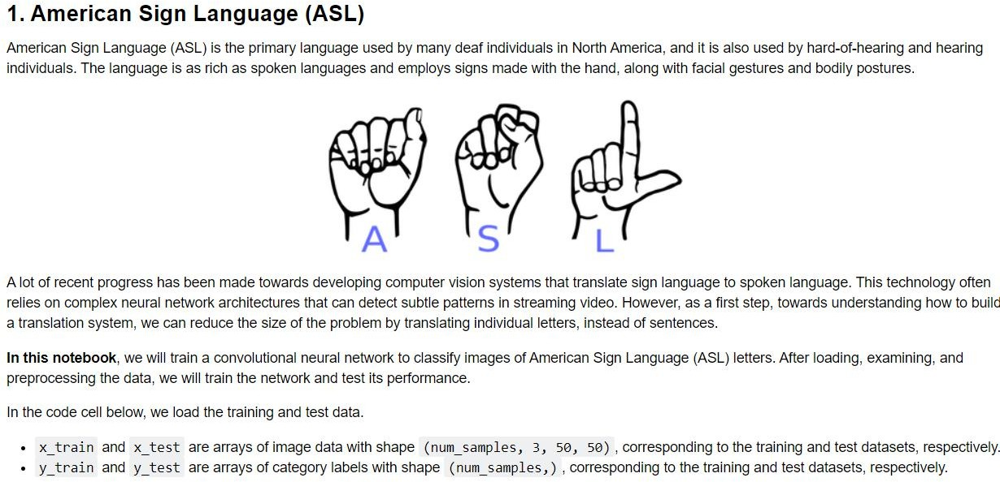 1. American Sign Language (ASL)
American Sign Language (ASL) is the primary language used by many deaf individuals in North America, and it is also used by hard-of-hearing and hearing
individuals. The language is as rich as spoken languages and employs signs made with the hand, along with facial gestures and bodily postures.
A S L
A lot of recent progress has been made towards developing computer vision systems that translate sign language to spoken language. This technology often
relies on complex neural network architectures that can detect subtle patterns in streaming video. However, as a first step, towards understanding how to build
a translation system, we can reduce the size of the problem by translating individual letters, instead of sentences.
In this notebook, we will train a convolutional neural network to classify images of American Sign Language (ASL) letters. After loading, examining, and
preprocessing the data, we will train the network and test its performance.
In the code cell below, we load the training and test data.
• x_train and x_test are arrays of image data with shape (num_samples, 3, 50, 50) , corresponding to the training and test datasets, respectively.
• y_train and y_test are arrays of category labels with shape (num_samples,) , corresponding to the training and test datasets, respectively.